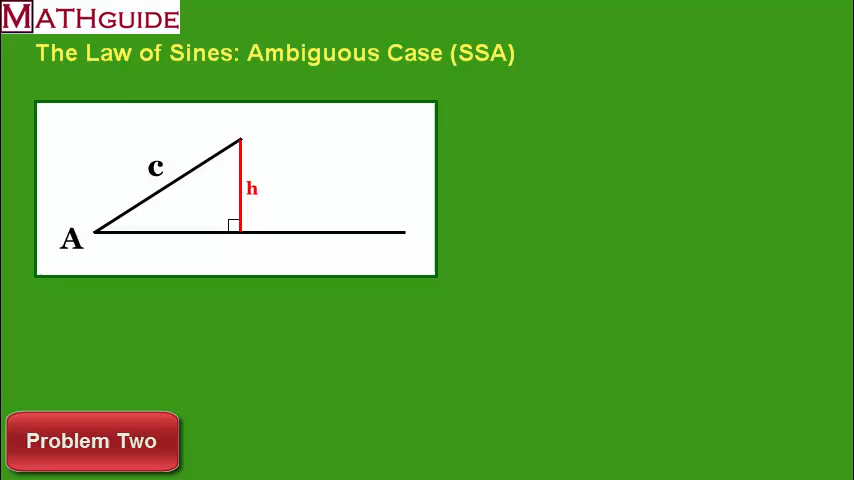 MATHGUIDE
The Law of Sines: Ambiguous Case (SSA)
c
h
A
Problem Two